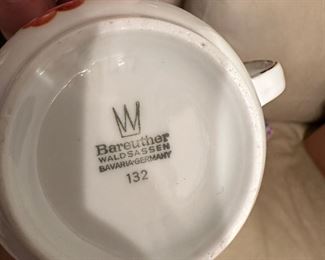 Bareuther
WALDSASSEN
BAVARIA-GERMANY
132